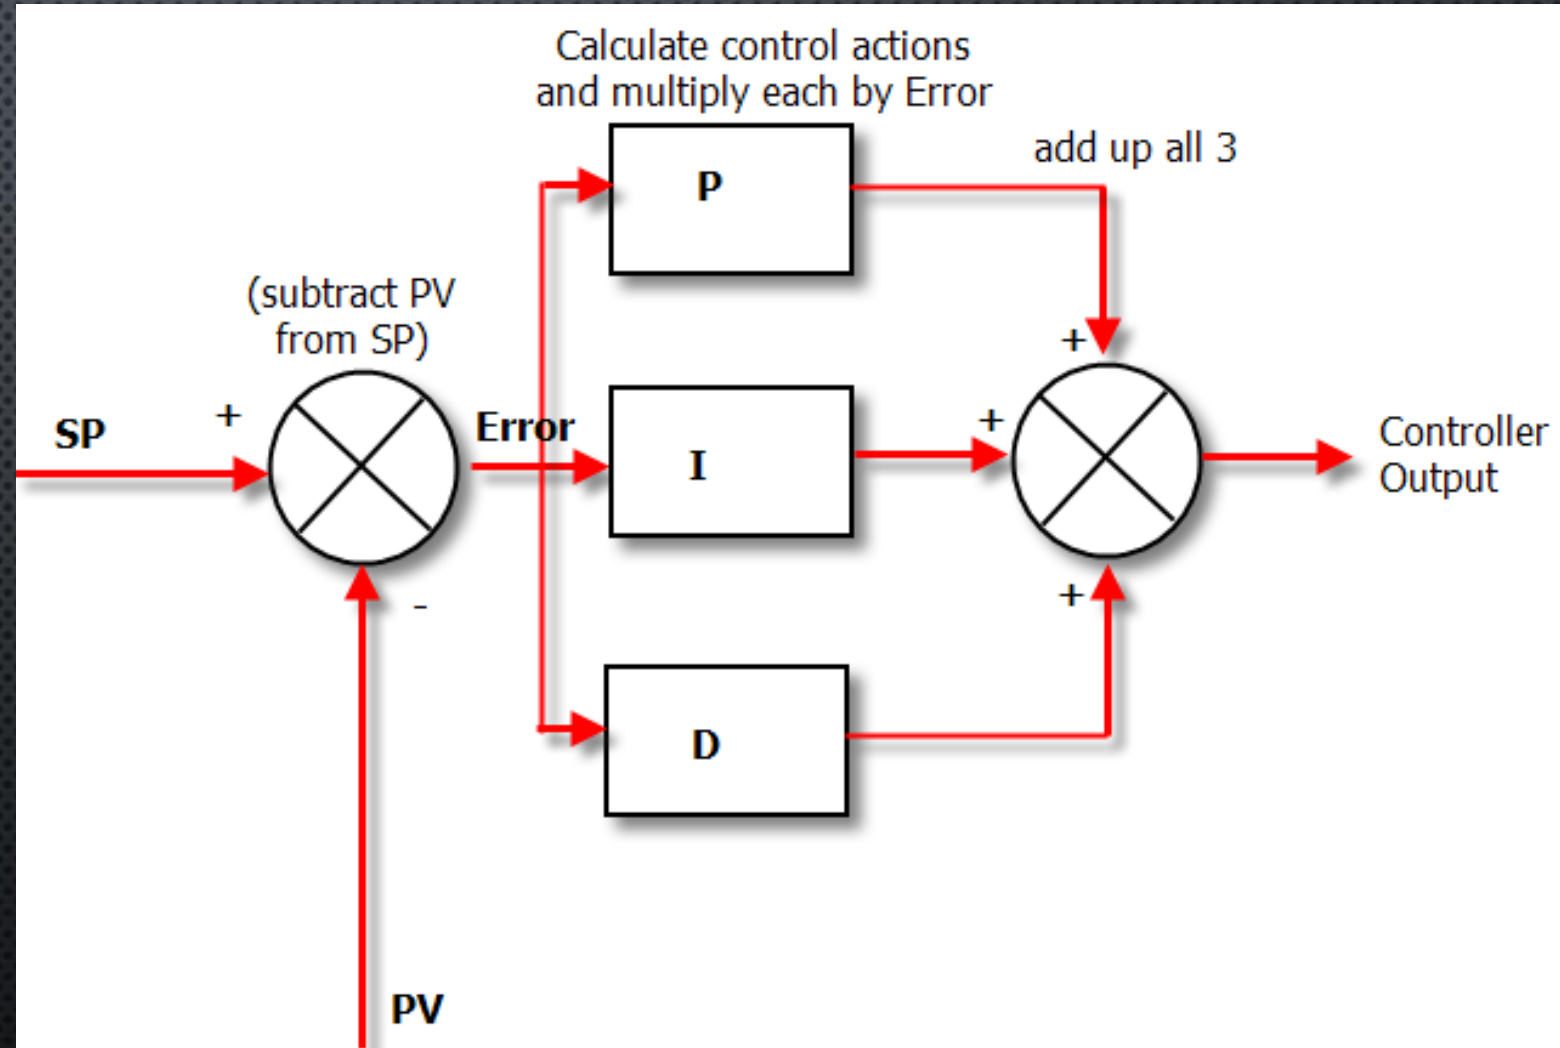 Calculate control actions
and multiply each by Error
P
add up all 3
(subtract PV
from SP)
+
SP
+
Error
I
+
Controller
Output
-
+
D
PV